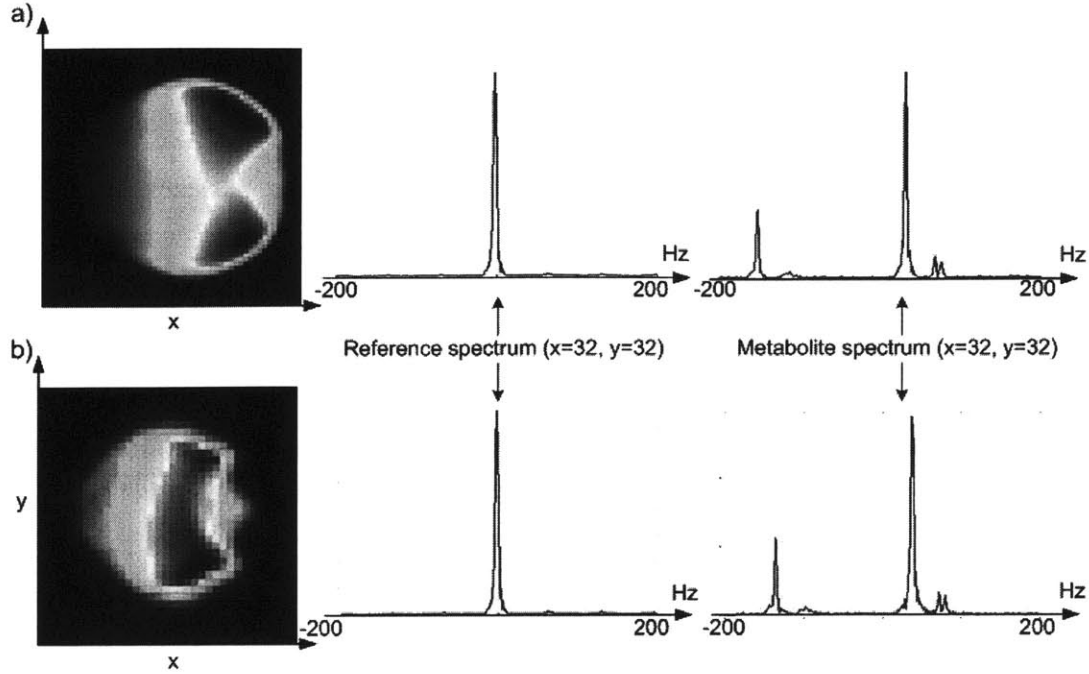 a)
x
Hz
-200
200
Hz
-200
200
Reference spectrum (x=32, y=32)
Metabolite spectrum (x=32, y=32)
b)
y
x
Hz
-200
200
Hz
-200
200